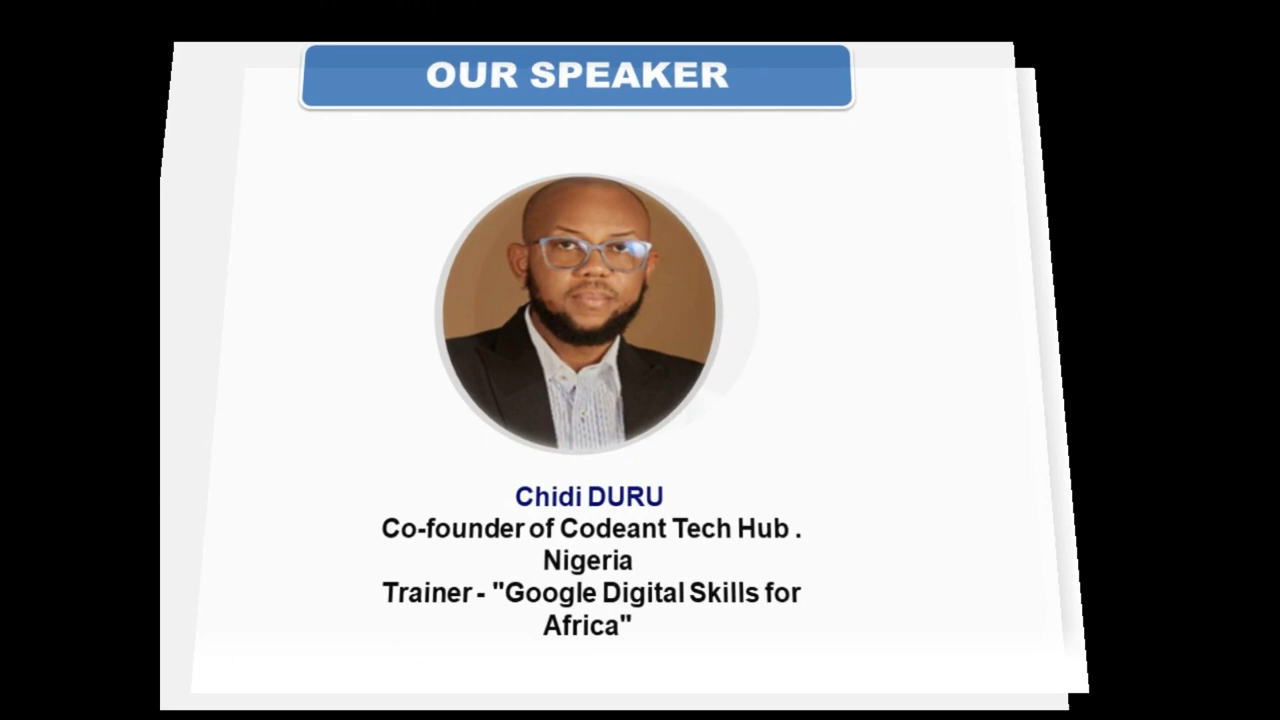 OUR SPEAKER
Chidi DURU
Co-founder of Codeant Tech Hub .
Nigeria
Trainer - "Google Digital Skills for
Africa"